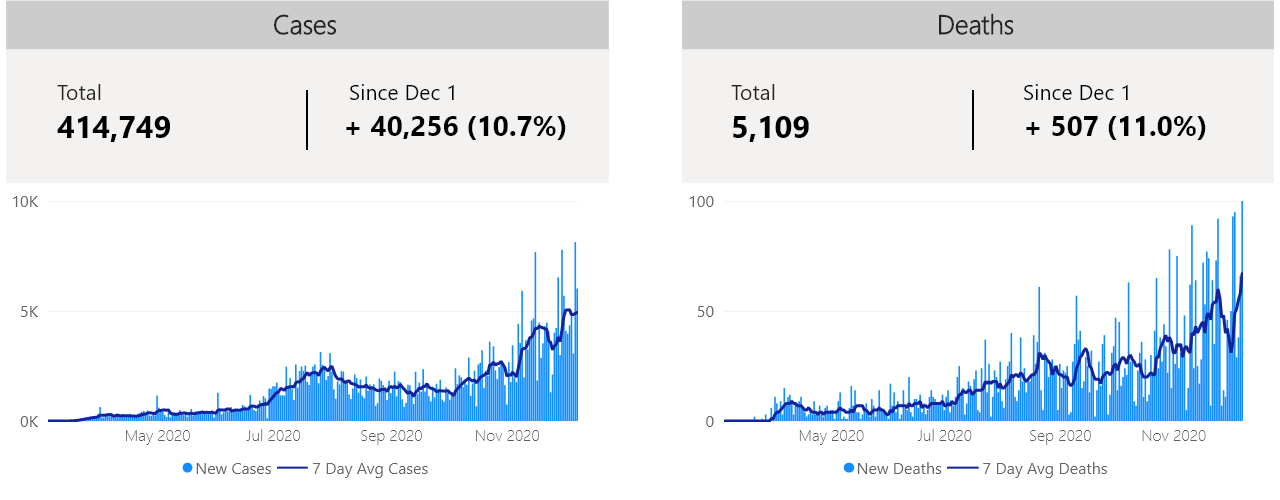 Cases
Total
414,749
Since Dec 1
+ 40,256 (10.7%)
10K
5K
0K
May 2020 Jul 2020 Sep 2020 Nov 2020
New Cases 7 Day Avg Cases
Deaths
Total
5,109
Since Dec 1
+ 507 (11.0%)
100
50
0
May 2020 Jul 2020 Sep 2020 Nov 2020
New Deaths 7 Day Avg Deaths